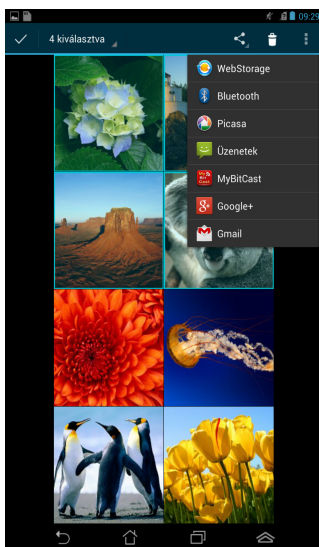 09:29
4 kiválasztva
WebStorage
Bluetooth
Picasa
Üzenetek
MyBitCast
Google+
Gmail